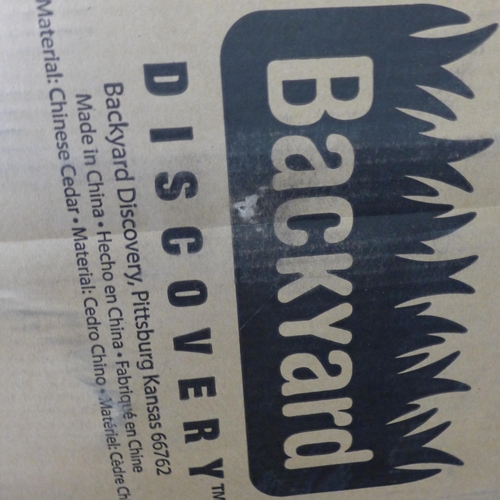 Backyard
DISCOVERY™
Backyard Discovery, Pittsburg Kansas 66762
Made in China • Hecho en China • Fabriqué en Chine
Material: Chinese Cedar • Material: Cedro Chino • Matériel: Cèdre